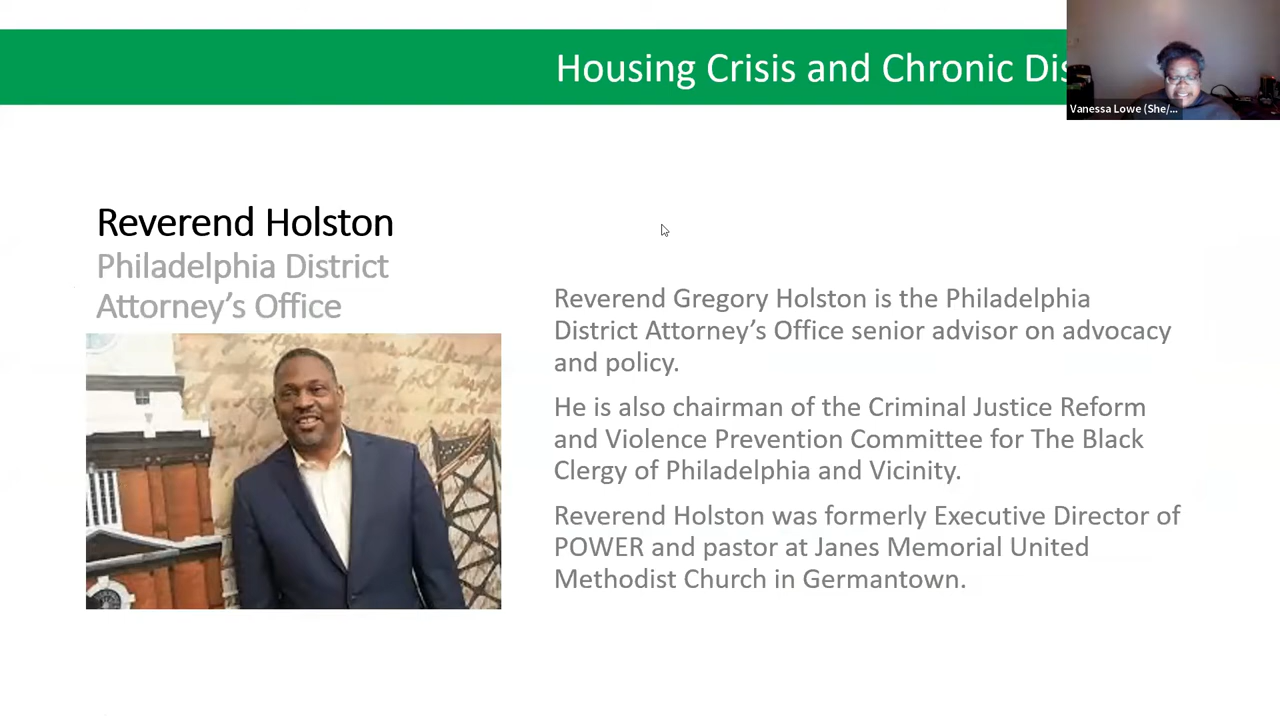 Housing Crisis and Chronic Dis
Vanessa Lowe (She/...
Reverend Holston
Philadelphia District
Attorney’s Office
Reverend Gregory Holston is the Philadelphia
District Attorney’s Office senior advisor on advocacy
and policy.
He is also chairman of the Criminal Justice Reform
and Violence Prevention Committee for The Black
Clergy of Philadelphia and Vicinity.
Reverend Holston was formerly Executive Director of
POWER and pastor at Janes Memorial United
Methodist Church in Germantown.